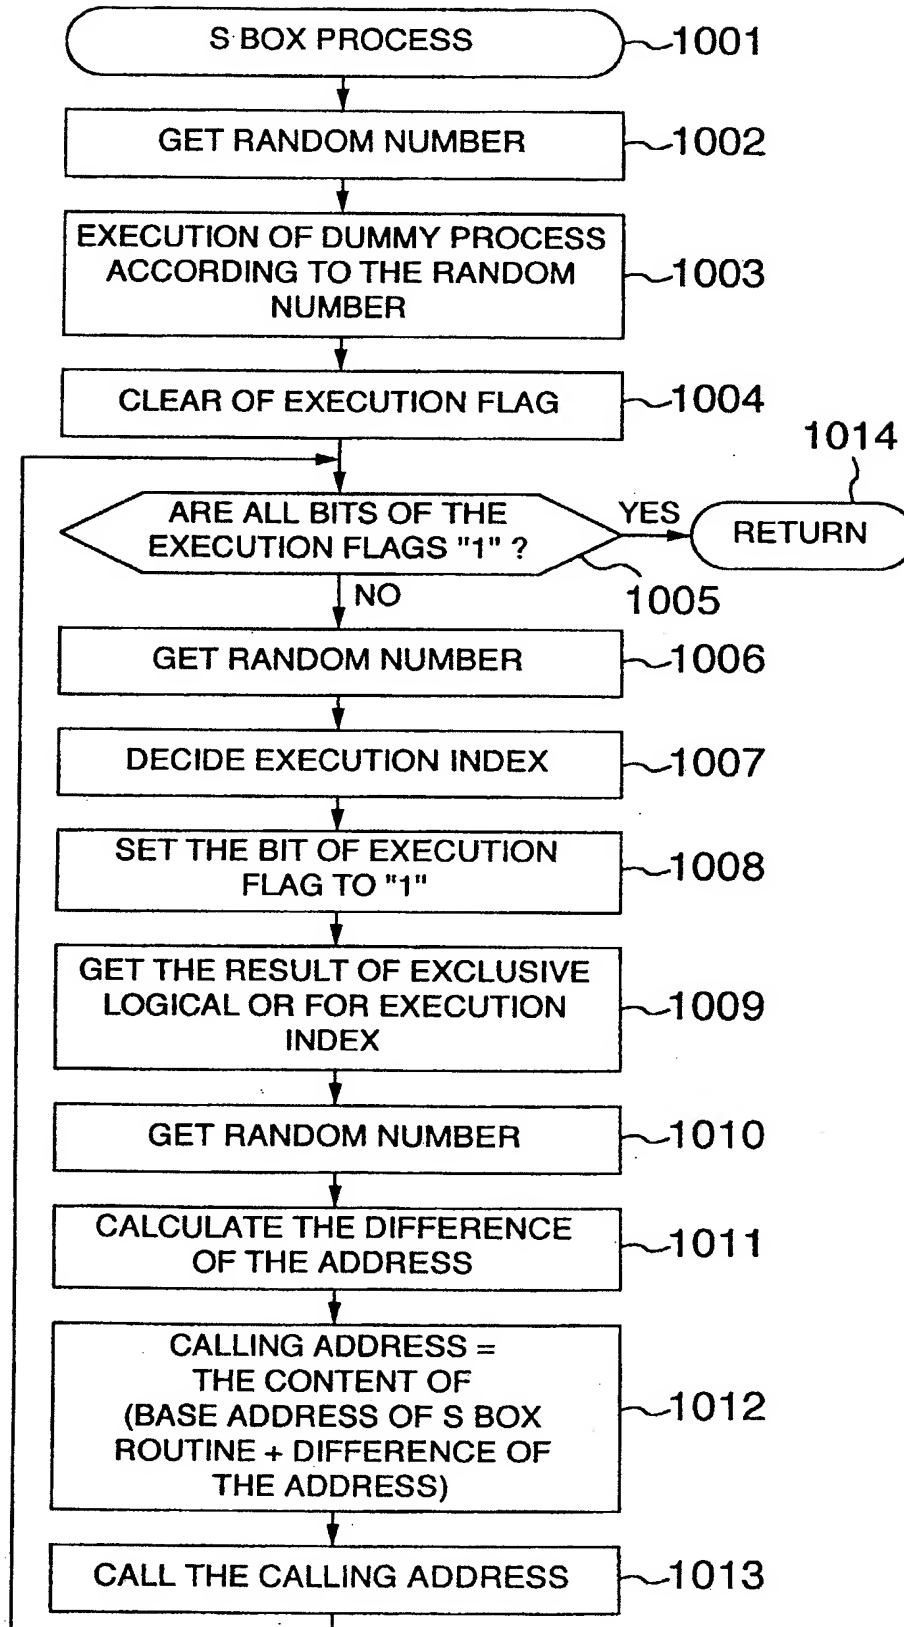 S BOX PROCESS
1001
GET RANDOM NUMBER
1002
EXECUTION OF DUMMY PROCESS
ACCORDING TO THE RANDOM
NUMBER
1003
CLEAR OF EXECUTION FLAG
1004
1014
ARE ALL BITS OF THE
EXECUTION FLAGS "1" ?
YES
RETURN
1005
NO
GET RANDOM NUMBER
1006
DECIDE EXECUTION INDEX
1007
SET THE BIT OF EXECUTION
FLAG TO "1"
1008
GET THE RESULT OF EXCLUSIVE
LOGICAL OR FOR EXECUTION
INDEX
1009
GET RANDOM NUMBER
1010
CALCULATE THE DIFFERENCE
OF THE ADDRESS
1011
CALLING ADDRESS =
THE CONTENT OF
(BASE ADDRESS OF S BOX
ROUTINE + DIFFERENCE OF
THE ADDRESS)
1012
CALL THE CALLING ADDRESS
1013